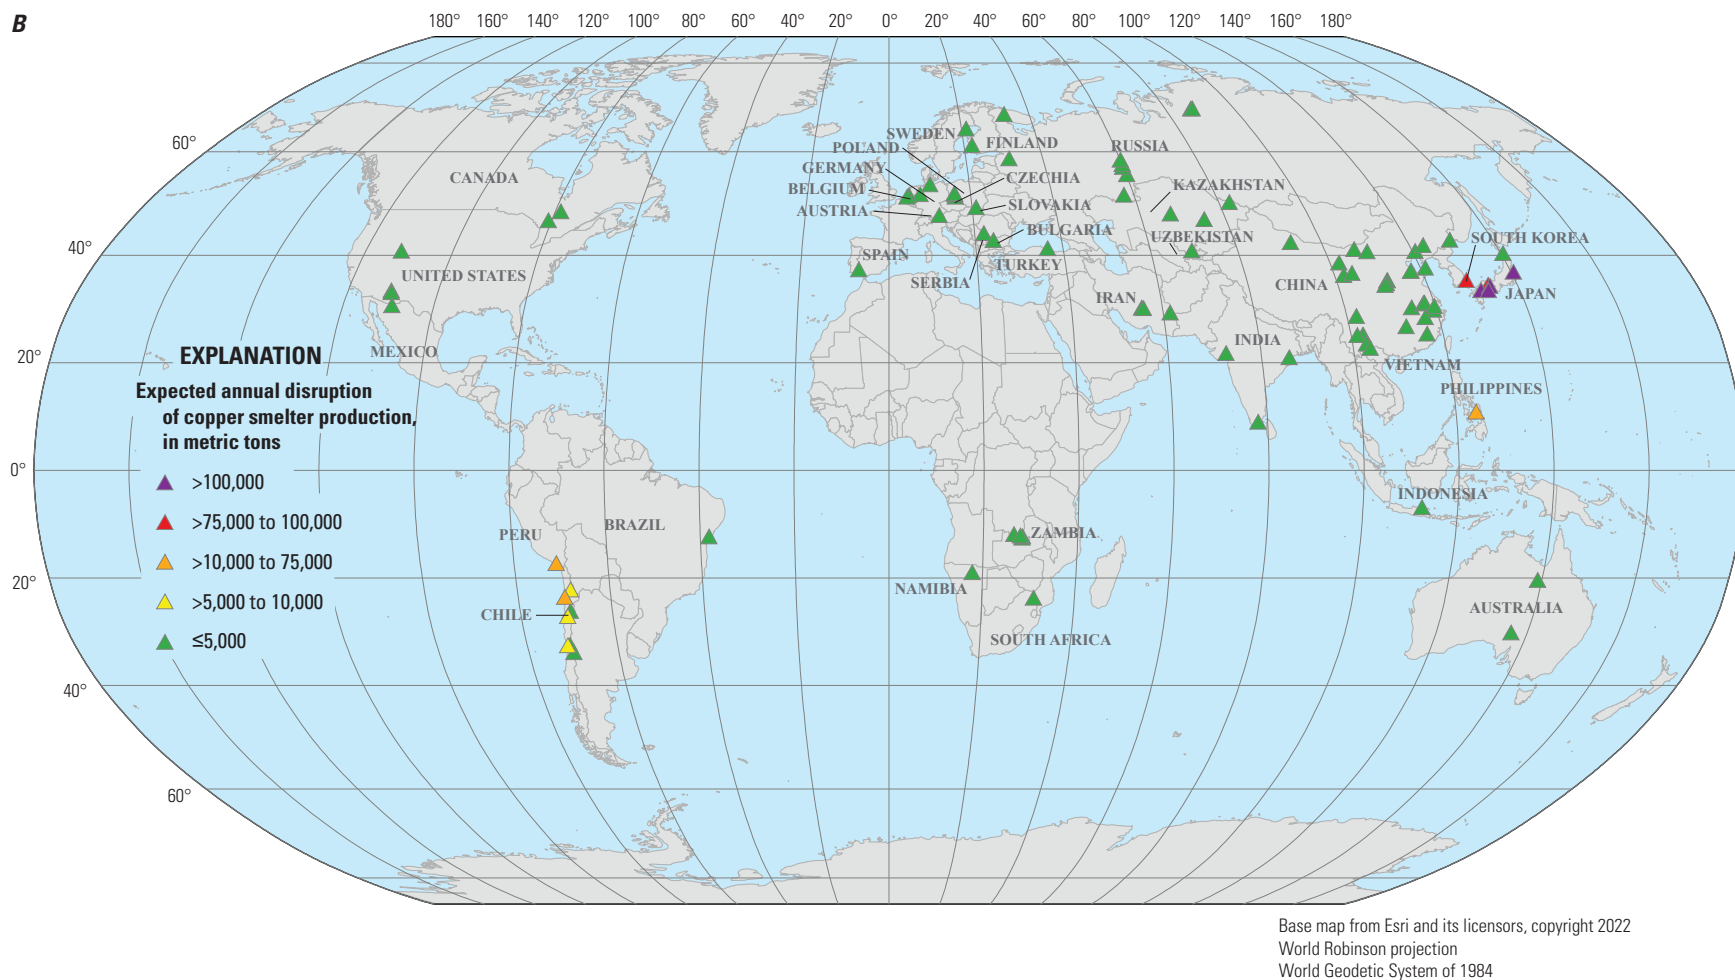 B
180° 160° 140° 120° 100° 80° 60° 40° 20° 0° 20° 40° 60° 80° 100° 120° 140° 160° 180°
60°
40°
20°
0°
20°
40°
60°
SWEDEN
FINLAND
RUSSIA
POLAND
GERMANY
CZECHIA
CANADA
BELGIUM
KAZAKHSTAN
AUSTRIA
SLOVAKIA
BULGARIA
UZBEKISTAN
SOUTH KOREA
SPAIN
TURKEY
UNITED STATES
SERBIA
CHINA
JAPAN
IRAN
INDIA
MEXICO
VIETNAM
PHILIPPINES
INDONESIA
PERU
BRAZIL
ZAMBIA
NAMIBIA
CHILE
AUSTRALIA
SOUTH AFRICA
EXPLANATION
Expected annual disruption
of copper smelter production,
in metric tons
>100,000
>75,000 to 100,000
>10,000 to 75,000
>5,000 to 10,000
≤5,000
Base map from Esri and its licensors, copyright 2022
World Robinson projection
World Geodetic System of 1984